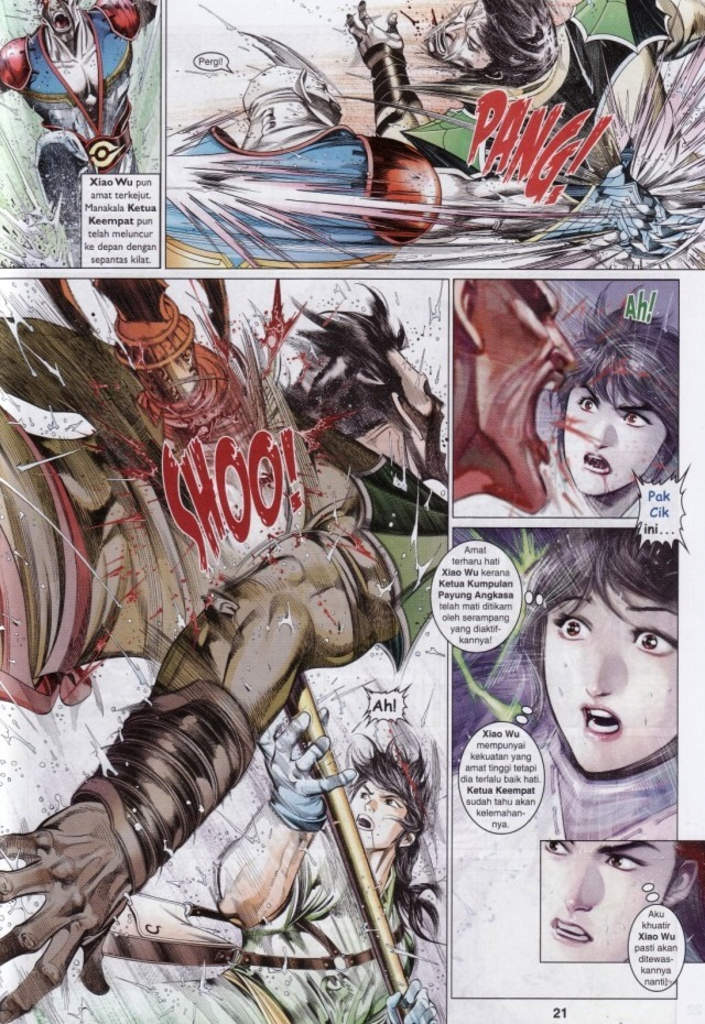 Pergi!
PANG!
Xiao Wu pun
amat terkejut.
Manakala Ketua
Keempat pun
telah meluncur
ke depan dengan
sepantas kilat.
SHOO!
Ah!
Ah!
Pak
Cik
ini...
Amat
terharu hati
Xiao Wu kerana
Ketua Kumpulan
Payung Angkasa
telah mati ditikam
oleh serampang
yang diaktif-
kannya!
Xiao Wu
mempunyai
kekuatan yang
amat tinggi tetapi
dia terlalu baik hati.
Ketua Keempat
sudah tahu akan
kelemahan-
nya.
Aku
khuatir
Xiao Wu
pasti akan
ditewas-
kannya
nanti!
21